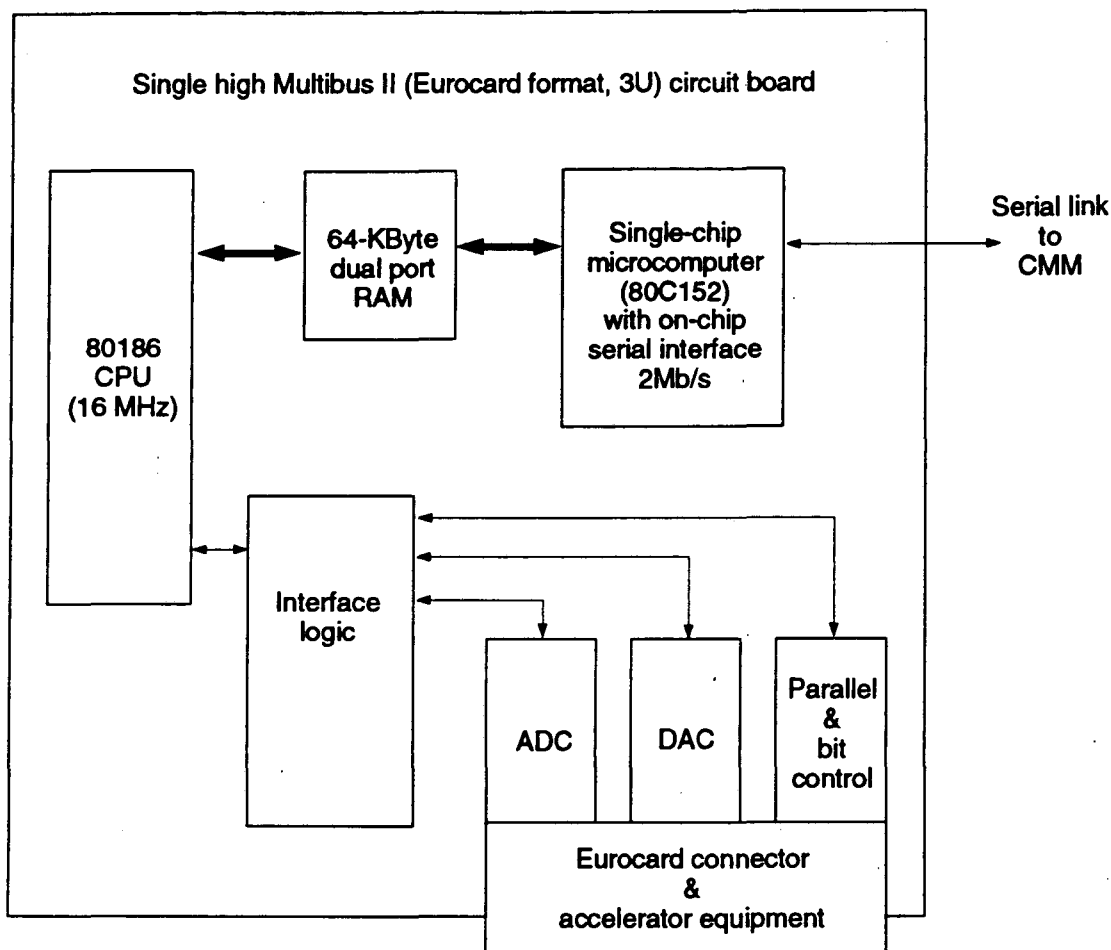 Single high Multibus II (Eurocard format, 3U) circuit board
80186
CPU
(16 MHz)
64-KByte
dual port
RAM
Single-chip
microcomputer
(80C152)
with on-chip
serial interface
2Mb/s
Serial link
to
CMM
Interface
logic
ADC
DAC
Parallel
&
bit
control
Eurocard connector
&
accelerator equipment